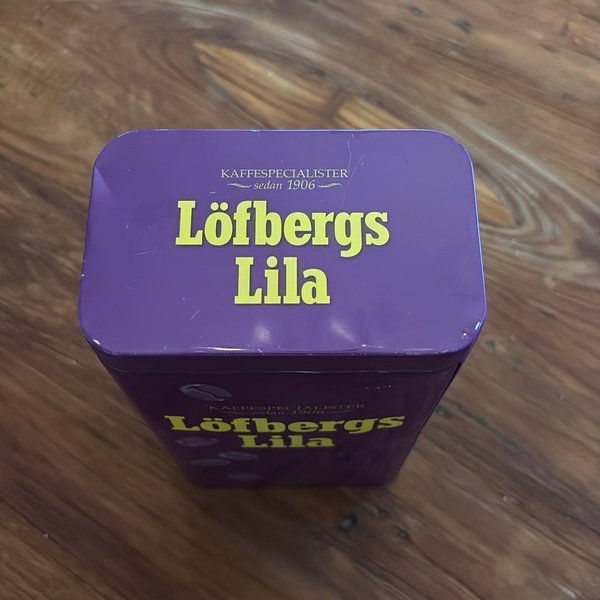 KAFFESPECIALISTER
sedan 1906
Löfbergs
Lila
KAFFESPECIALISTER
sedan 1906
Löfbergs
Lila